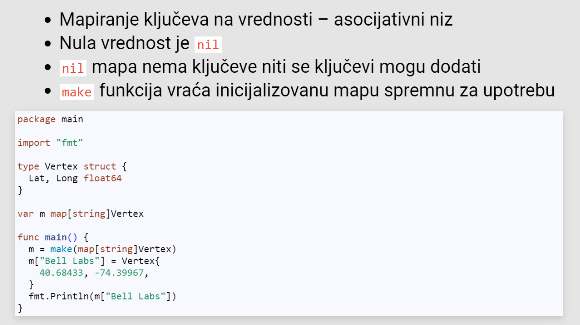 • Mapiranje ključeva na vrednosti – asocijativni niz
• Nula vrednost je nil
• nil mapa nema ključeve niti se ključevi mogu dodati
• make funkcija vraća inicijalizovanu mapu spremnu za upotrebu
package main
import "fmt"
type Vertex struct {
  Lat, Long float64
}
var m map[string]Vertex
func main() {
  m = make(map[string]Vertex)
  m["Bell Labs"] = Vertex{
    40.68433, -74.39967,
  }
  fmt.Println(m["Bell Labs"])
}